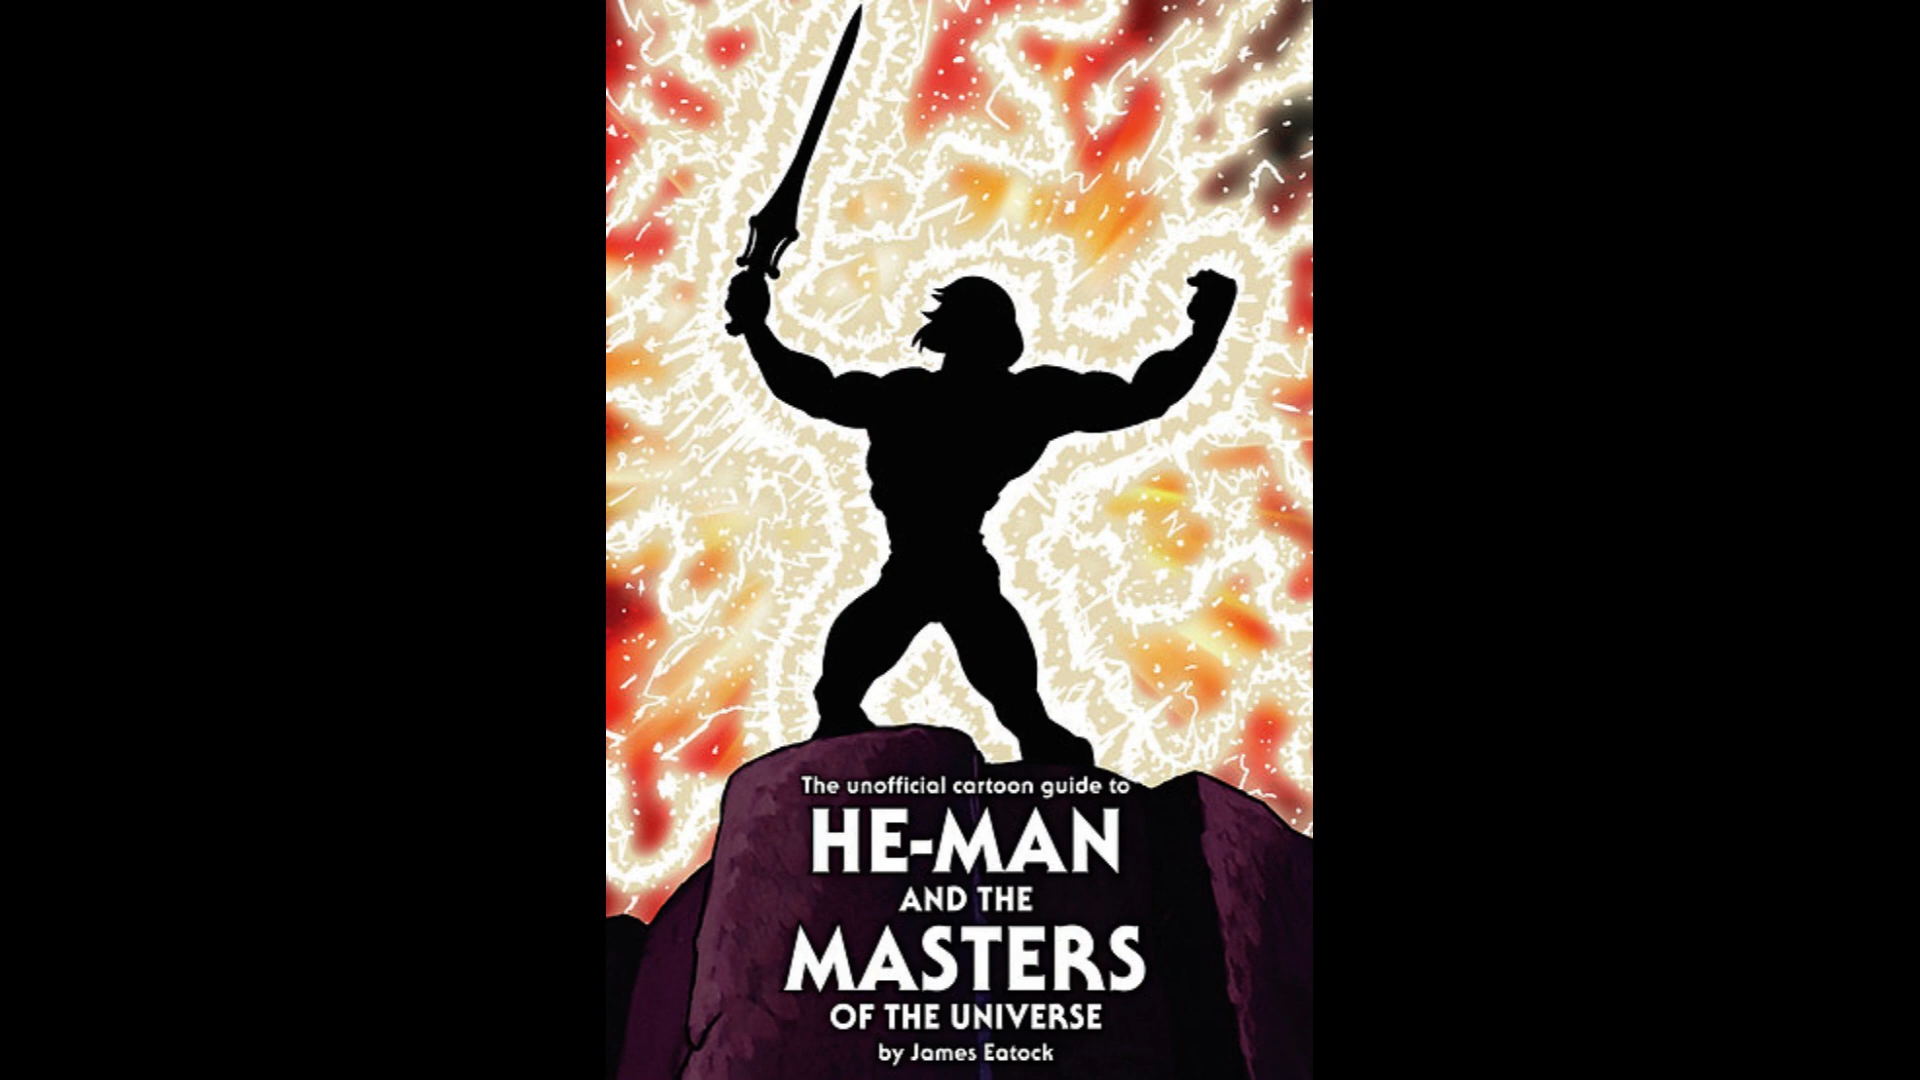 The unofficial cartoon guide to
HE-MAN
AND THE
MASTERS
OF THE UNIVERSE
by James Eatock